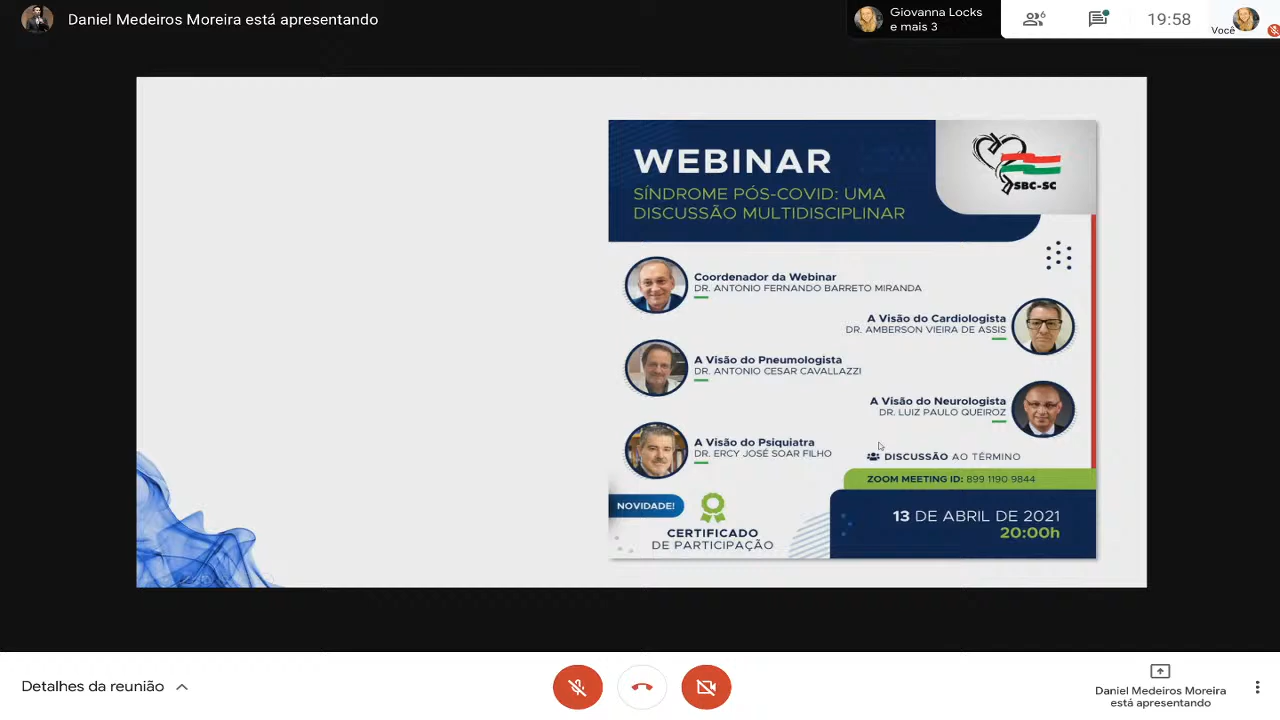 Daniel Medeiros Moreira está apresentando
Giovanna Locks
e mais 3
6
19:58
Você
WEBINAR
SÍNDROME PÓS-COVID: UMA
DISCUSSÃO MULTIDISCIPLINAR
SBC-SC
Coordenador da Webinar
DR. ANTONIO FERNANDO BARRETO MIRANDA
A Visão do Cardiologista
DR. AMBERSON VIEIRA DE ASSIS
A Visão do Pneumologista
DR. ANTONIO CESAR CAVALLAZZI
A Visão do Neurologista
DR. LUIZ PAULO QUEIROZ
A Visão do Psiquiatra
DR. ERCY JOSÉ SOAR FILHO
DISCUSSÃO AO TÉRMINO
ZOOM MEETING ID: 899 1190 9844
NOVIDADE!
CERTIFICADO
DE PARTICIPAÇÃO
13 DE ABRIL DE 2021
20:00h
Detalhes da reunião
Daniel Medeiros Moreira
está apresentando